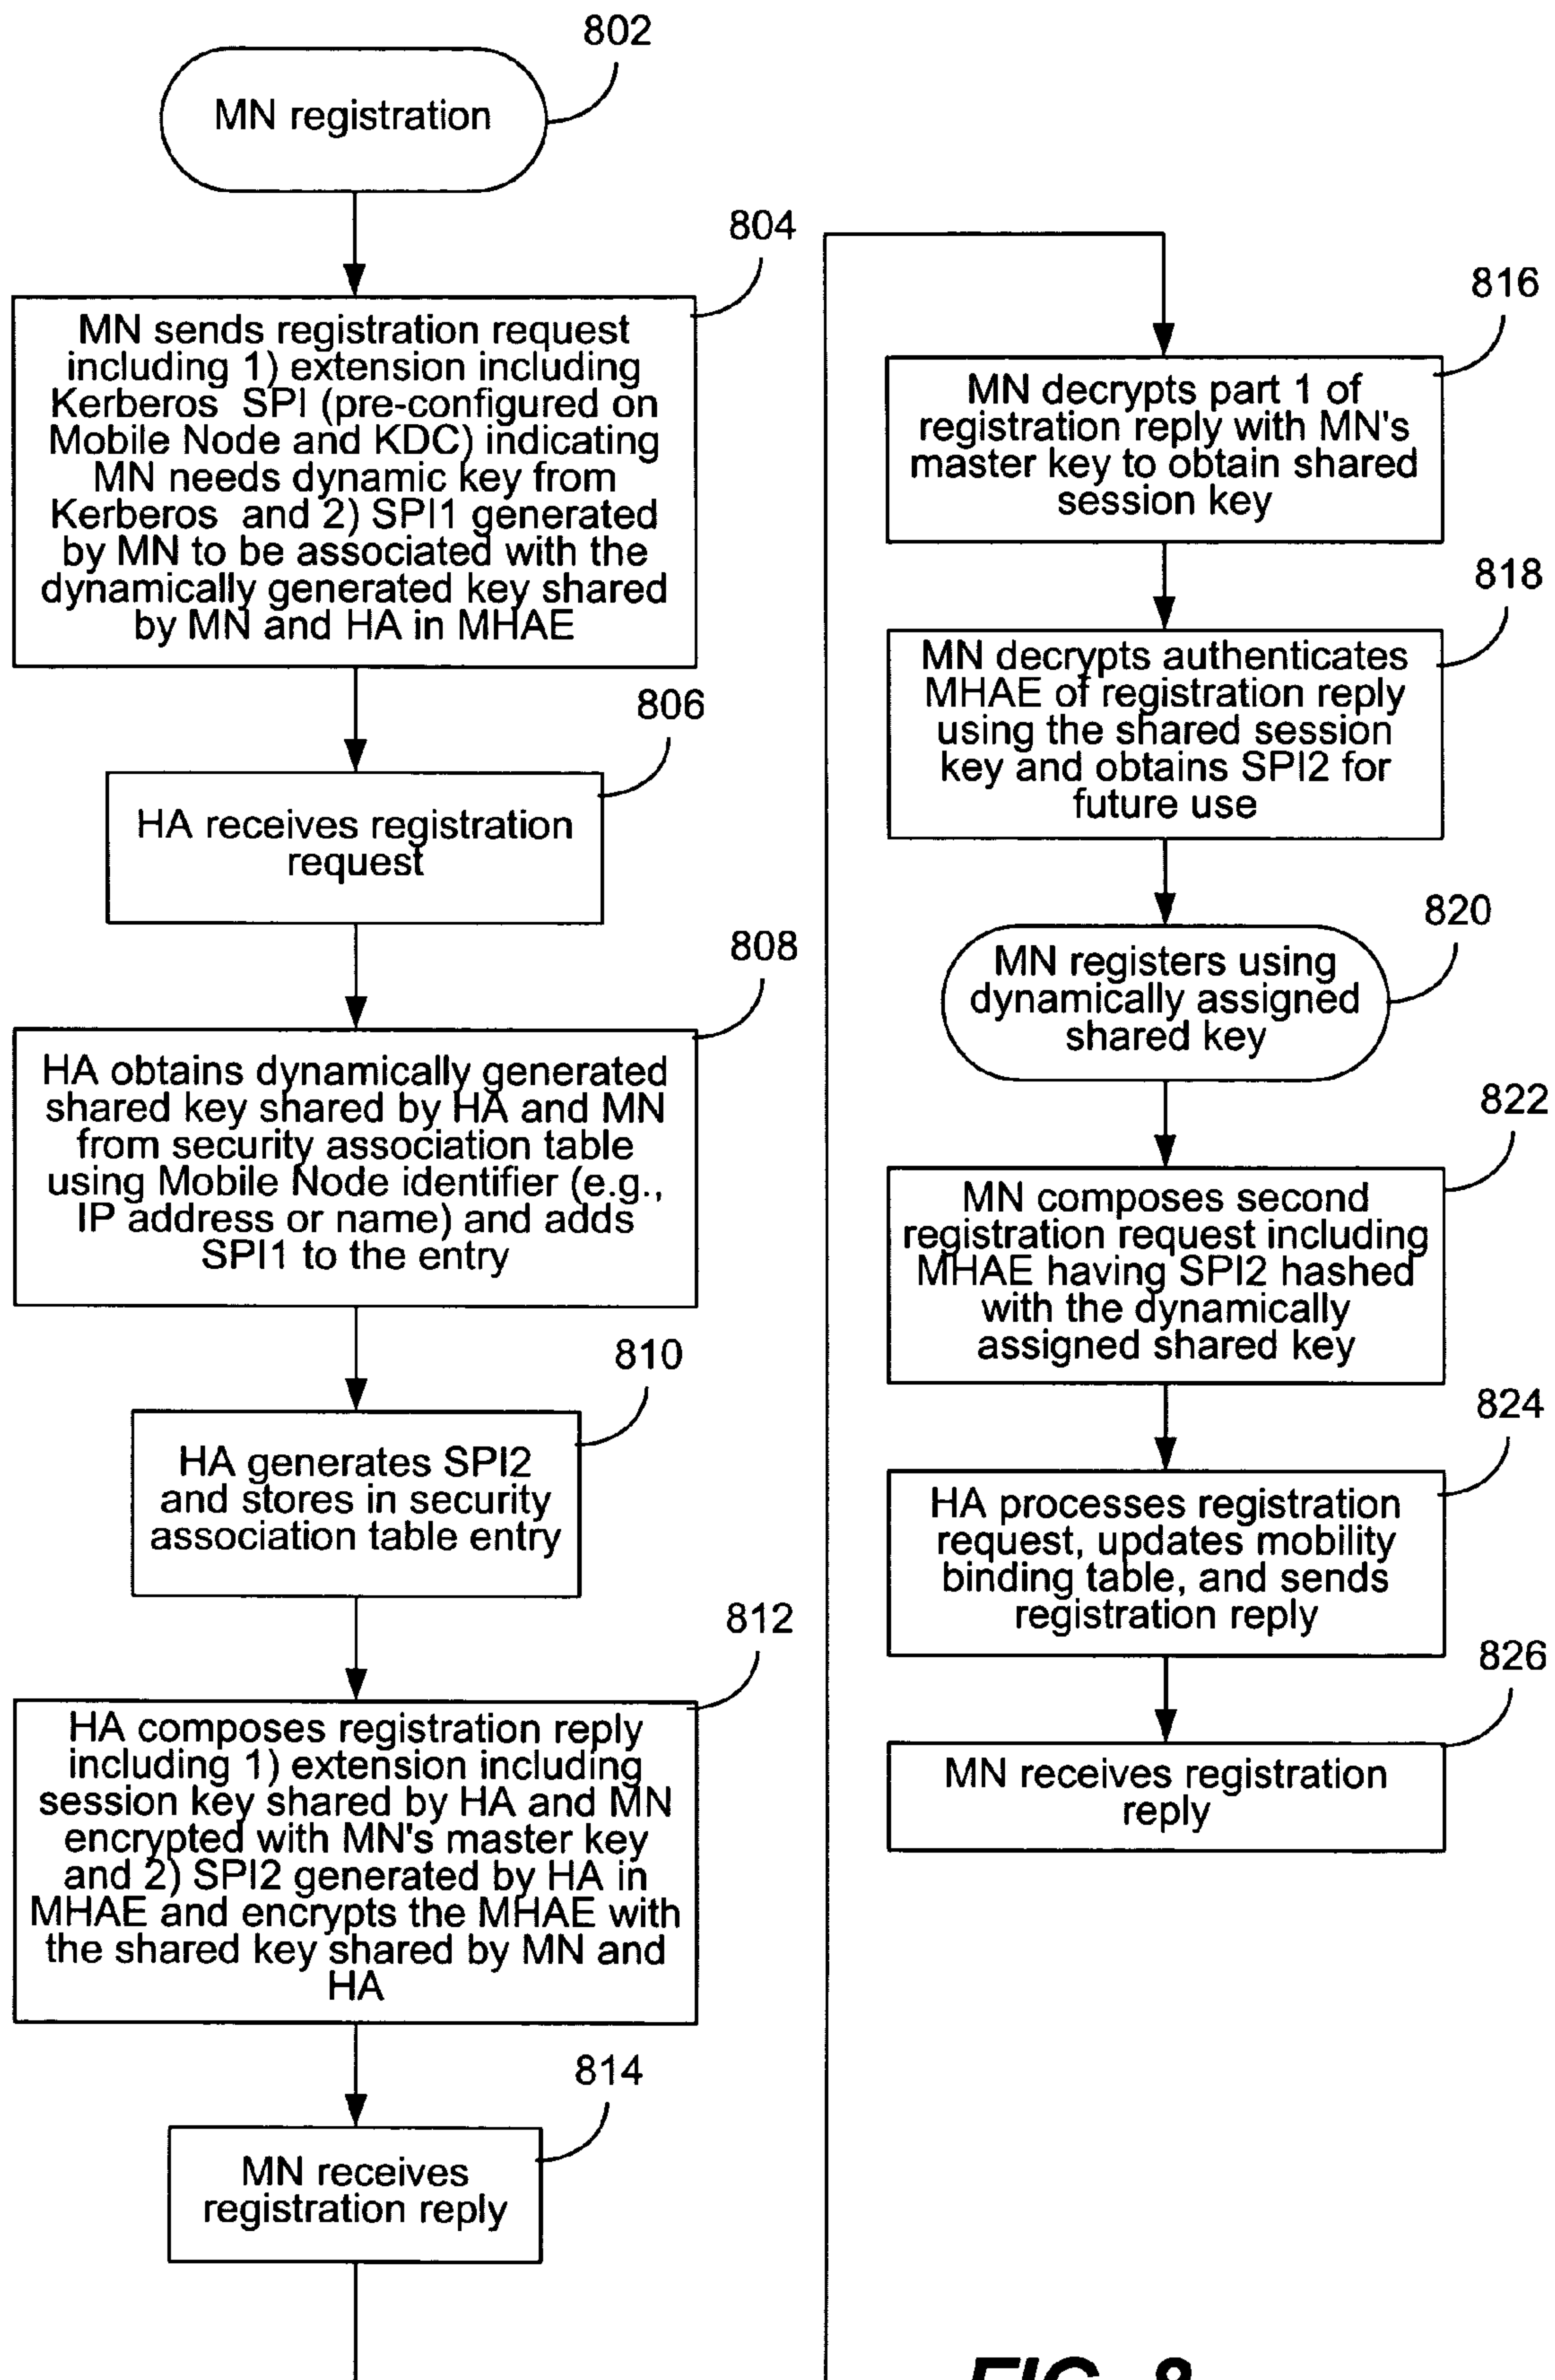 802
MN registration
804
MN sends registration request
including 1) extension including
Kerberos SPI (pre-configured on
Mobile Node and KDC) indicating
MN needs dynamic key from
Kerberos and 2) SPI1 generated
by MN to be associated with the
dynamically generated key shared
by MN and HA in MHAE
806
HA receives registration
request
808
HA obtains dynamically generated
shared key shared by HA and MN
from security association table
using Mobile Node identifier (e.g.,
IP address or name) and adds
SPI1 to the entry
810
HA generates SPI2
and stores in security
association table entry
812
HA composes registration reply
including 1) extension including
session key shared by HA and MN
encrypted with MN's master key
and 2) SPI2 generated by HA in
MHAE and encrypts the MHAE with
the shared key shared by MN and
HA
814
MN receives
registration reply
816
MN decrypts part 1 of
registration reply with MN's
master key to obtain shared
session key
818
MN decrypts authenticates
MHAE of registration reply
using the shared session
key and obtains SPI2 for
future use
820
MN registers using
dynamically assigned
shared key
822
MN composes second
registration request including
MHAE having SPI2 hashed
with the dynamically
assigned shared key
824
HA processes registration
request, updates mobility
binding table, and sends
registration reply
826
MN receives registration
reply
FIG. 8